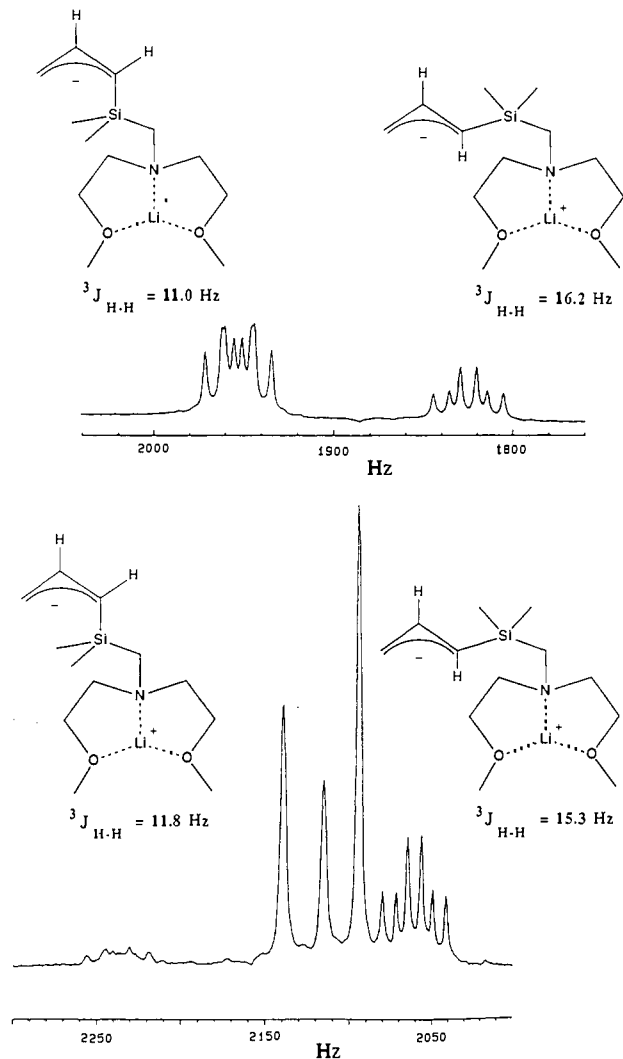 H
H
−
Si
N
Li
O
O
³J H-H = 11.0 Hz
H
Si
−
H
N
Li +
O
O
³J H-H = 16.2 Hz
2000 1900 1800
Hz
H
H
−
Si
N
Li +
O
O
³J H-H = 11.8 Hz
H
Si
−
H
N
Li +
O
O
³J H-H = 15.3 Hz
2250 2150 2050
Hz